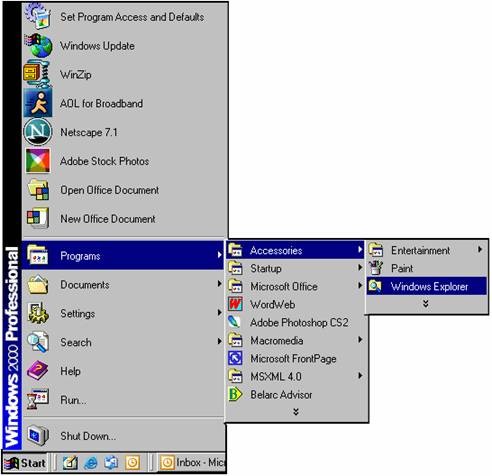 Set Program Access and Defaults
Windows Update
WinZip
AOL for Broadband
Netscape 7.1
Adobe Stock Photos
Open Office Document
New Office Document
Programs
Documents
Settings
Search
Help
Run...
Shut Down...
Windows 2000 Professional
Accessories
Startup
Microsoft Office
WordWeb
Adobe Photoshop CS2
Macromedia
Microsoft FrontPage
MSXML 4.0
Belarc Advisor
Entertainment
Paint
Windows Explorer
Start
Inbox - Micr